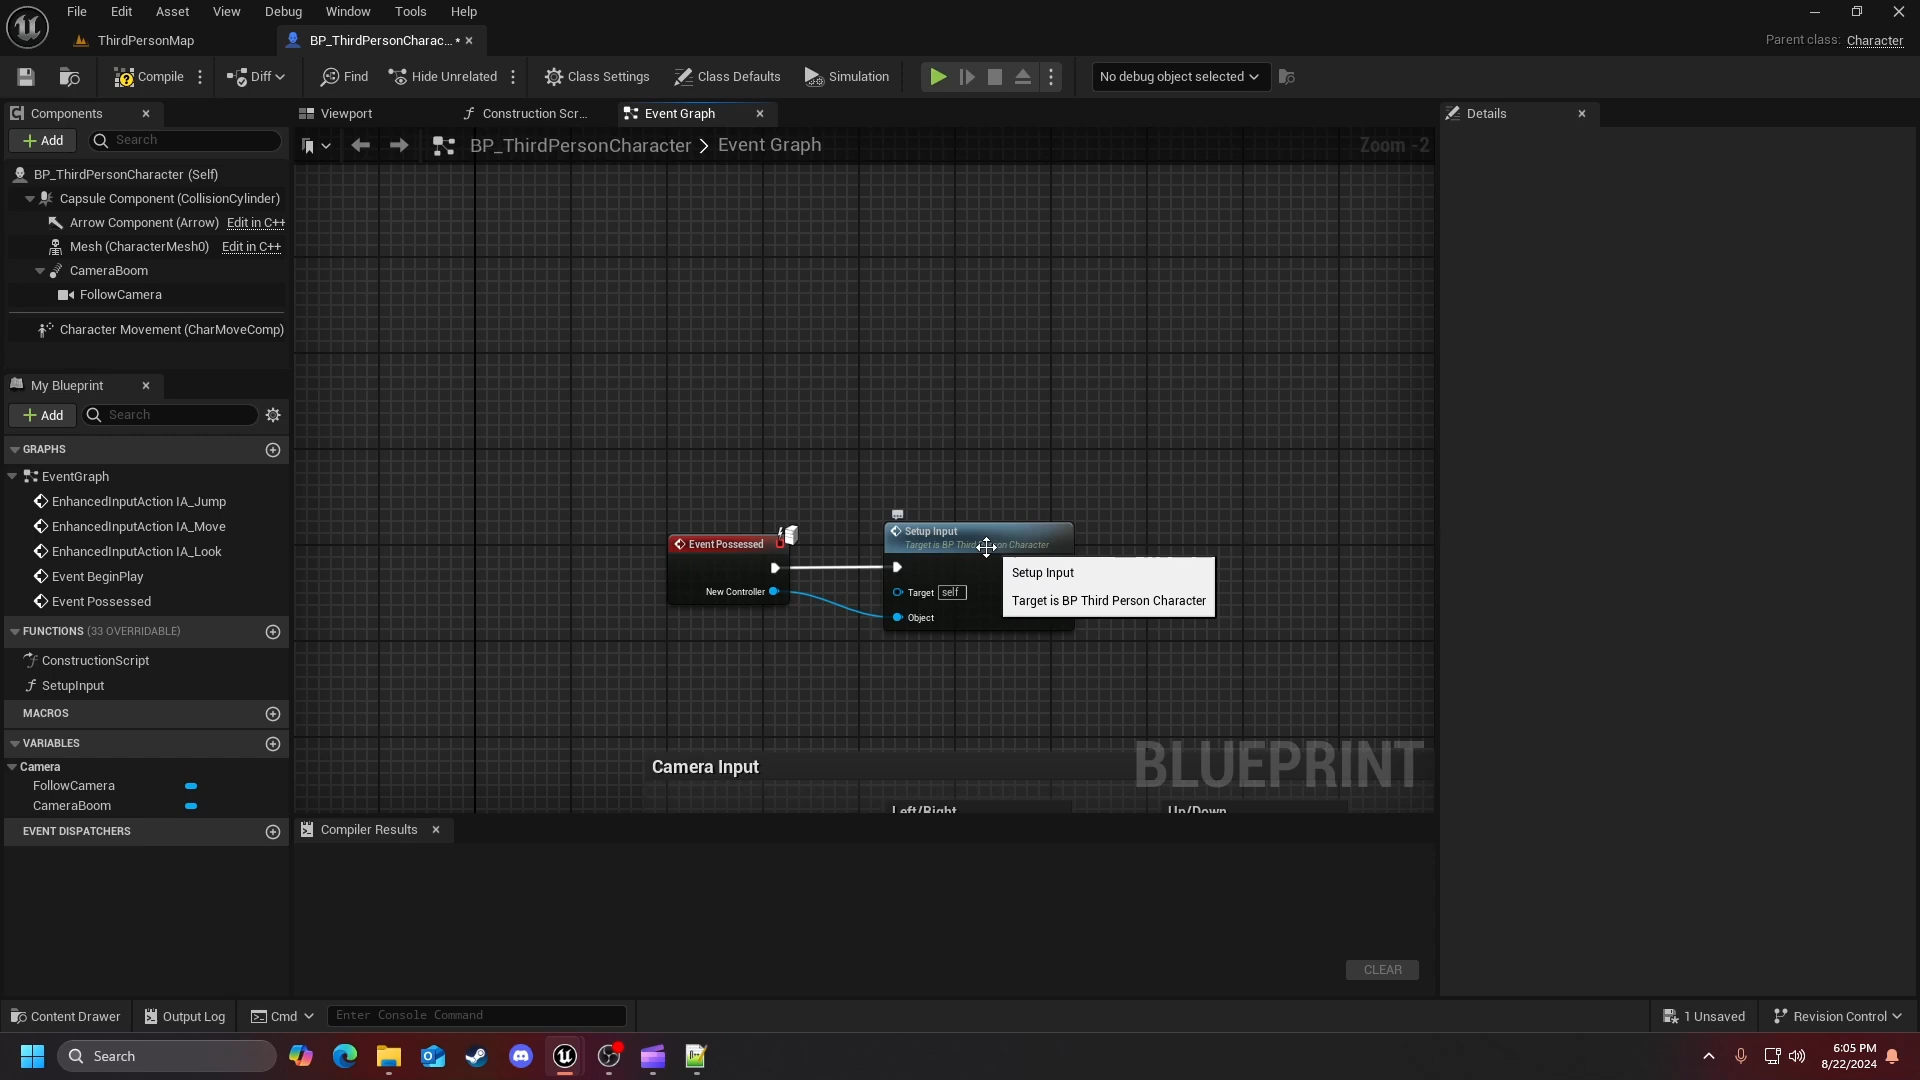 File Edit Asset View Debug Window Tools Help
ThirdPersonMap
BP_ThirdPersonCharac... •
Parent class: Character
Compile
Diff
Find
Hide Unrelated
Class Settings
Class Defaults
Simulation
No debug object selected
Components
Add
Search
BP_ThirdPersonCharacter (Self)
Capsule Component (CollisionCylinder)
Arrow Component (Arrow) Edit in C++
Mesh (CharacterMesh0) Edit in C++
CameraBoom
FollowCamera
Character Movement (CharMoveComp)
My Blueprint
Add
Search
GRAPHS
EventGraph
EnhancedInputAction IA_Jump
EnhancedInputAction IA_Move
EnhancedInputAction IA_Look
Event BeginPlay
Event Possessed
FUNCTIONS (33 OVERRIDABLE)
ConstructionScript
SetupInput
MACROS
VARIABLES
Camera
FollowCamera
CameraBoom
EVENT DISPATCHERS
Viewport
Construction Scr...
Event Graph
BP_ThirdPersonCharacter > Event Graph
Zoom -2
Event Possessed
New Controller
Setup Input
Target is BP Third Person Character
Target self
Object
Setup Input
Target is BP Third Person Character
Camera Input
Left/Right
Up/Down
BLUEPRINT
Compiler Results
CLEAR
Details
Content Drawer
Output Log
Cmd
Enter Console Command
1 Unsaved
Revision Control
Search
6:05 PM
8/22/2024